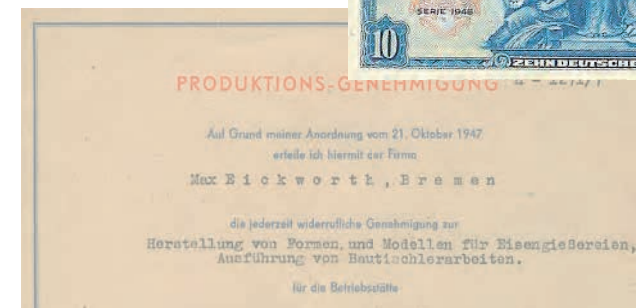 SERIE 1948
10
ZEHN DEUTSCHE
PRODUKTIONS-GENEHMIGUNG
Auf Grund meiner Anordnung vom 21. Oktober 1947
erteile ich hiermit der Firma
Max Eickworth, Bremen
die jederzeit widerrufliche Genehmigung zur
Herstellung von Formen, und Modellen für Eisengießereien,
Ausführung von Bautischlerarbeiten.
für die Betriebsstätte